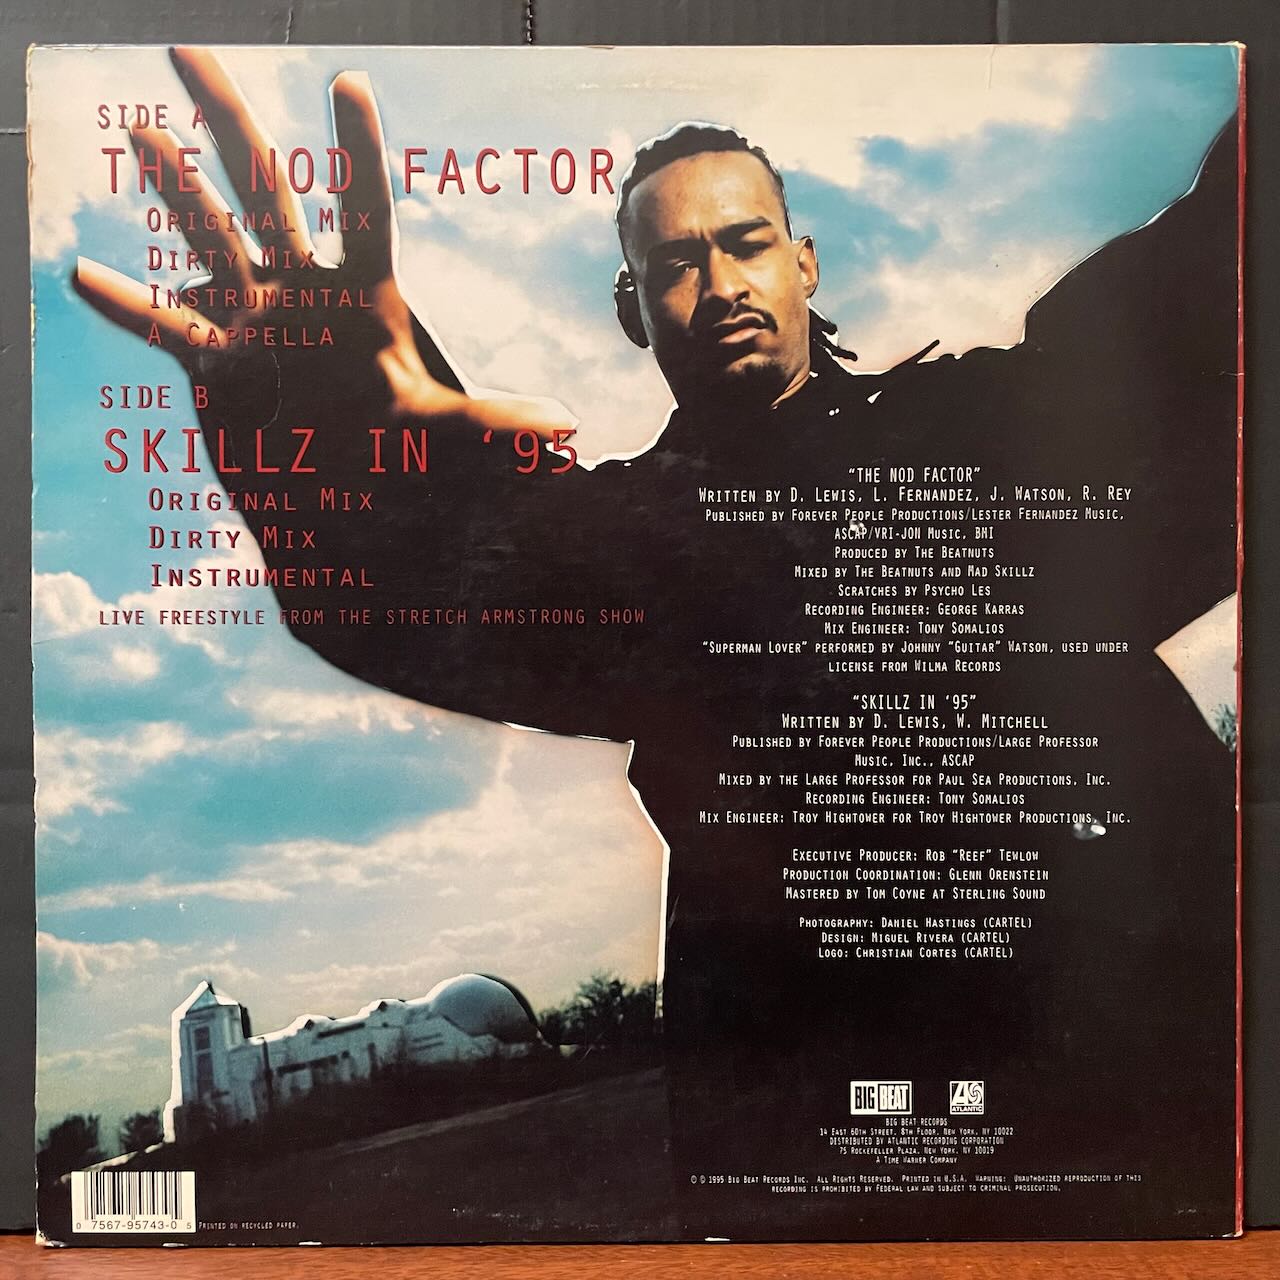 SIDE A
THE NOD FACTOR
ORIGINAL MIX
DIRTY MIX
INSTRUMENTAL
A CAPPELLA
SIDE B
SKILLZ IN ‘95
ORIGINAL MIX
DIRTY MIX
INSTRUMENTAL
LIVE FREESTYLE FROM THE STRETCH ARMSTRONG SHOW
“THE NOD FACTOR”
WRITTEN BY D. LEWIS, L. FERNANDEZ, J. WATSON, R. REY
PUBLISHED BY FOREVER PEOPLE PRODUCTIONS/LESTER FERNANDEZ MUSIC,
ASCAP/VRI-JON MUSIC, BMI
PRODUCED BY THE BEATNUTS
MIXED BY THE BEATNUTS AND MAD SKILLZ
SCRATCHES BY PSYCHO LES
RECORDING ENGINEER: GEORGE KARRAS
MIX ENGINEER: TONY SOMALIOS
“SUPERMAN LOVER” PERFORMED BY JOHNNY “GUITAR” WATSON, USED UNDER
LICENSE FROM WILMA RECORDS
“SKILLZ IN ‘95”
WRITTEN BY D. LEWIS, W. MITCHELL
PUBLISHED BY FOREVER PEOPLE PRODUCTIONS/LARGE PROFESSOR
MUSIC, INC., ASCAP
MIXED BY THE LARGE PROFESSOR FOR PAUL SEA PRODUCTIONS, INC.
RECORDING ENGINEER: TONY SOMALIOS
MIX ENGINEER: TROY HIGHTOWER FOR TROY HIGHTOWER PRODUCTIONS, INC.
EXECUTIVE PRODUCER: ROB “REEF” TEWLOW
PRODUCTION COORDINATION: GLENN ORENSTEIN
MASTERED BY TOM COYNE AT STERLING SOUND
PHOTOGRAPHY: DANIEL HASTINGS (CARTEL)
DESIGN: MIGUEL RIVERA (CARTEL)
LOGO: CHRISTIAN CORTES (CARTEL)
BIG BEAT
ATLANTIC
BIG BEAT RECORDS
14 EAST 60TH STREET, 8TH FLOOR, NEW YORK, NY 10022
DISTRIBUTED BY ATLANTIC RECORDING CORPORATION
75 ROCKEFELLER PLAZA, NEW YORK, NY 10019
A TIME WARNER COMPANY
℗ © 1995 BIG BEAT RECORDS INC. ALL RIGHTS RESERVED. PRINTED IN U.S.A. WARNING: UNAUTHORIZED REPRODUCTION OF THIS
RECORDING IS PROHIBITED BY FEDERAL LAW AND SUBJECT TO CRIMINAL PROSECUTION.
0 7567-95743-0 5
PRINTED ON RECYCLED PAPER.